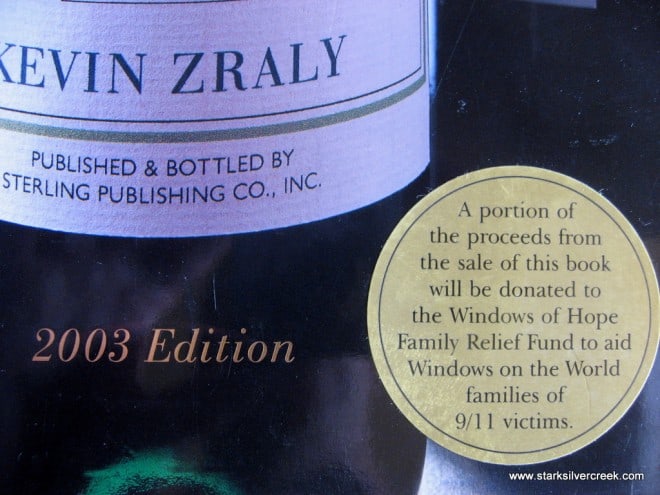 KEVIN ZRALY
PUBLISHED & BOTTLED BY
STERLING PUBLISHING CO., INC.
2003 Edition
A portion of
the proceeds from
the sale of this book
will be donated to
the Windows of Hope
Family Relief Fund to aid
Windows on the World
families of
9/11 victims.
www.starksilvercreek.com